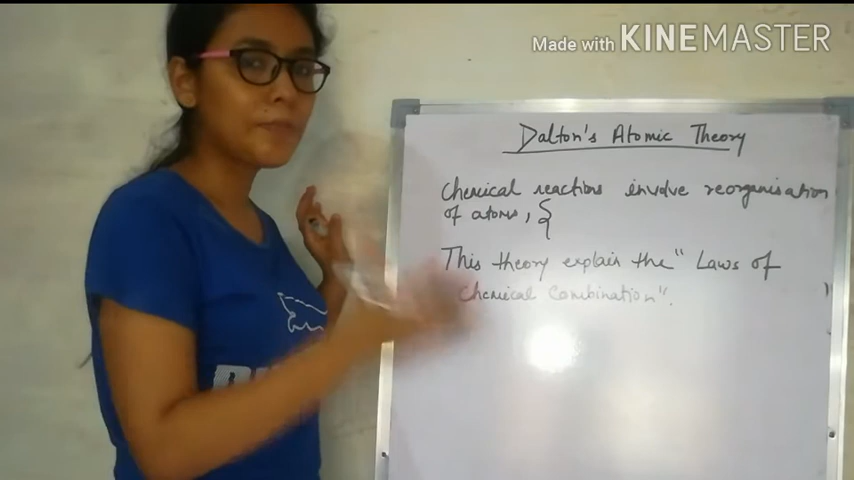 Made with KINEMASTER
Dalton's Atomic Theory
Chemical reactions involve reorganisation
of atoms, {
This theory explain the " Laws of
Chemical Combination".